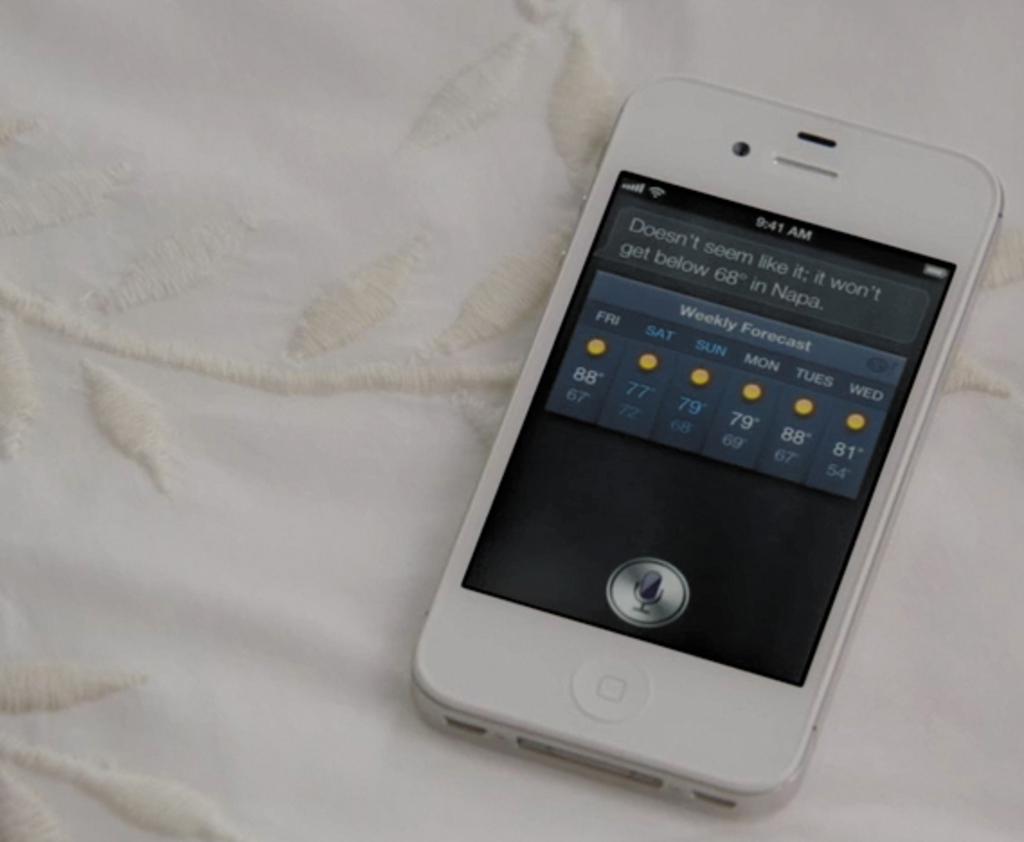 9:41 AM
Doesn't seem like it; it won't
get below 68° in Napa.
Weekly Forecast
FRI SAT SUN MON TUES WED
88° 77° 79° 79° 88° 81°
67° 72° 68° 69° 67° 54°